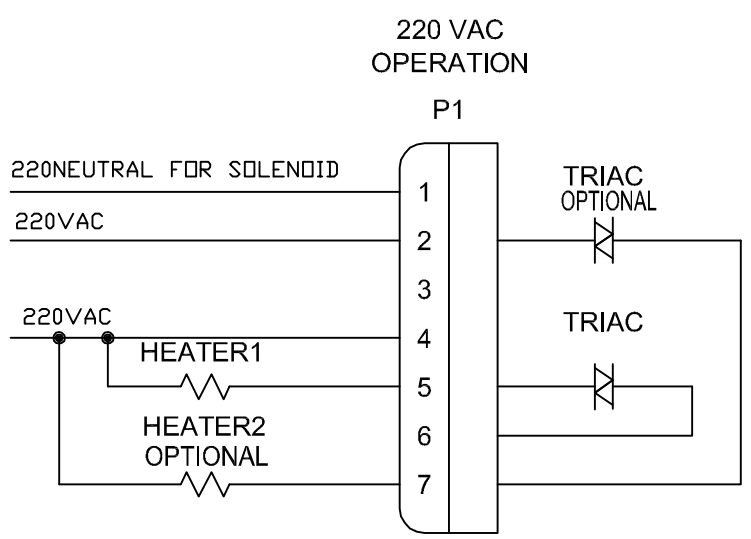 220 VAC
OPERATION
P1
220NEUTRAL FOR SOLENOID
1
TRIAC
OPTIONAL
220VAC
2
3
220VAC
4
TRIAC
HEATER1
5
HEATER2
OPTIONAL
6
7